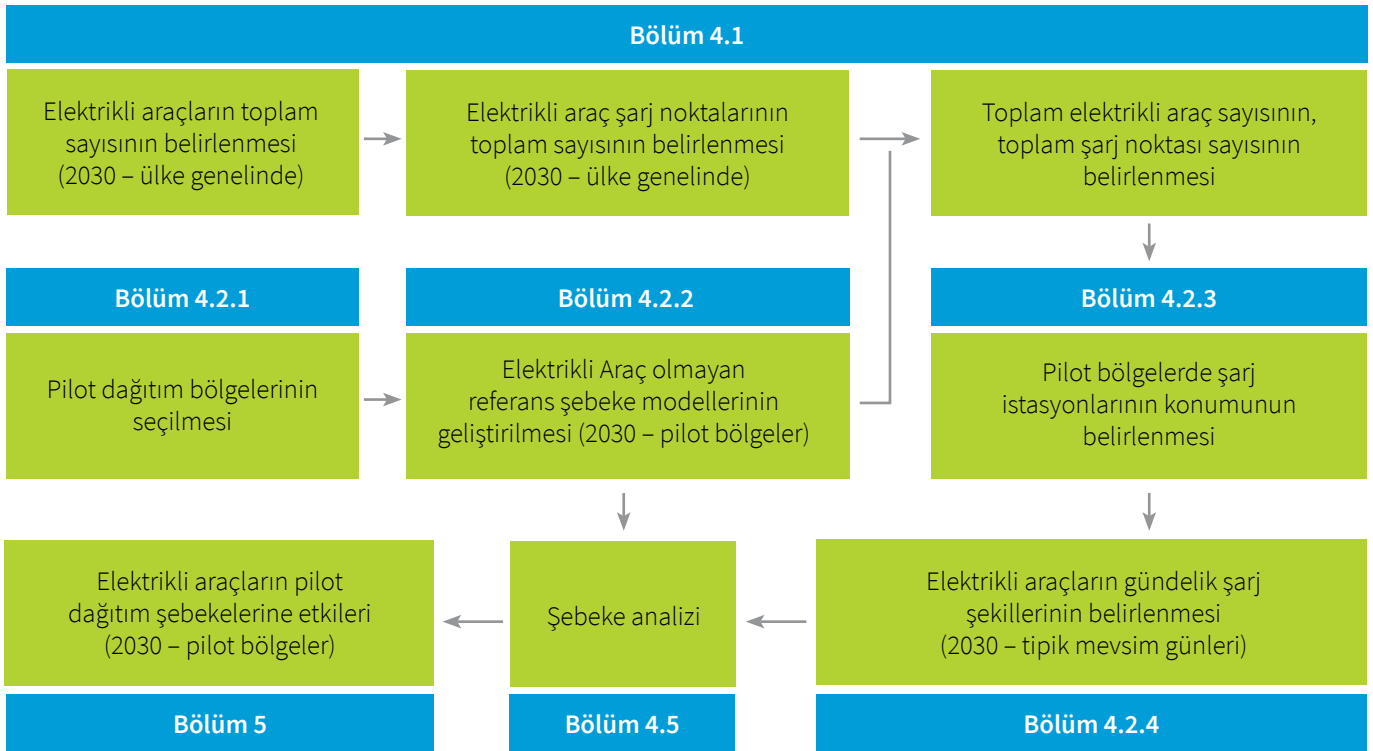 Bölüm 4.1
Elektrikli araçların toplam
sayısının belirlenmesi
(2030 – ülke genelinde)
Elektrikli araç şarj noktalarının
toplam sayısının belirlenmesi
(2030 – ülke genelinde)
Toplam elektrikli araç sayısının,
toplam şarj noktası sayısının
belirlenmesi
Bölüm 4.2.1
Pilot dağıtım bölgelerinin
seçilmesi
Bölüm 4.2.2
Elektrikli Araç olmayan
referans şebeke modellerinin
geliştirilmesi (2030 – pilot bölgeler)
Bölüm 4.2.3
Pilot bölgelerde şarj
istasyonlarının konumunun
belirlenmesi
Elektrikli araçların pilot
dağıtım şebekelerine etkileri
(2030 – pilot bölgeler)
Bölüm 5
Şebeke analizi
Bölüm 4.5
Elektrikli araçların gündelik şarj
şekillerinin belirlenmesi
(2030 – tipik mevsim günleri)
Bölüm 4.2.4